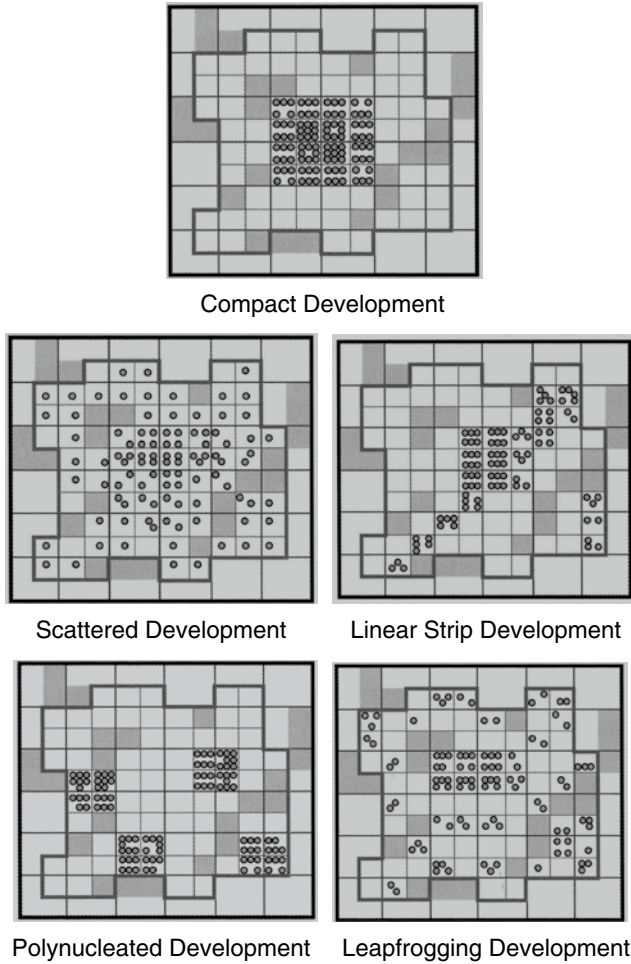 Compact Development
Scattered Development
Linear Strip Development
Polynucleated Development
Leapfrogging Development